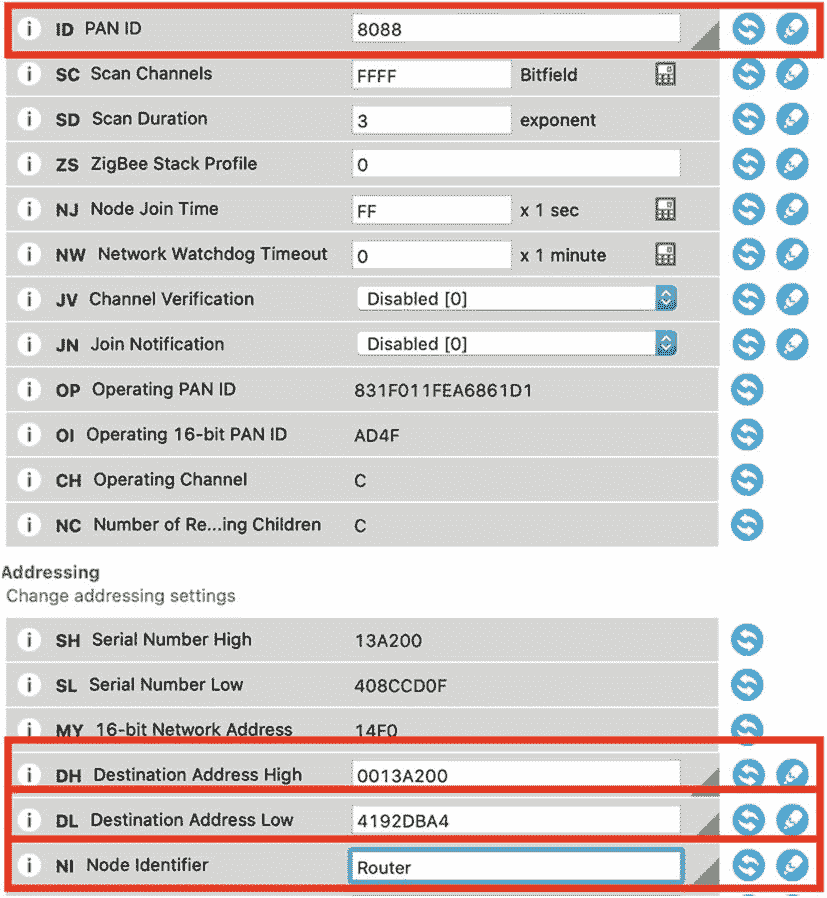 i ID PAN ID 8088
i SC Scan Channels FFFF Bitfield
i SD Scan Duration 3 exponent
i ZS ZigBee Stack Profile 0
i NJ Node Join Time FF x 1 sec
i NW Network Watchdog Timeout 0 x 1 minute
i JV Channel Verification Disabled [0]
i JN Join Notification Disabled [0]
i OP Operating PAN ID 831F011FEA6861D1
i OI Operating 16-bit PAN ID AD4F
i CH Operating Channel C
i NC Number of Re...ing Children C
Addressing
Change addressing settings
i SH Serial Number High 13A200
i SL Serial Number Low 408CCD0F
i MY 16-bit Network Address 14F0
i DH Destination Address High 0013A200
i DL Destination Address Low 4192DBA4
i NI Node Identifier Router